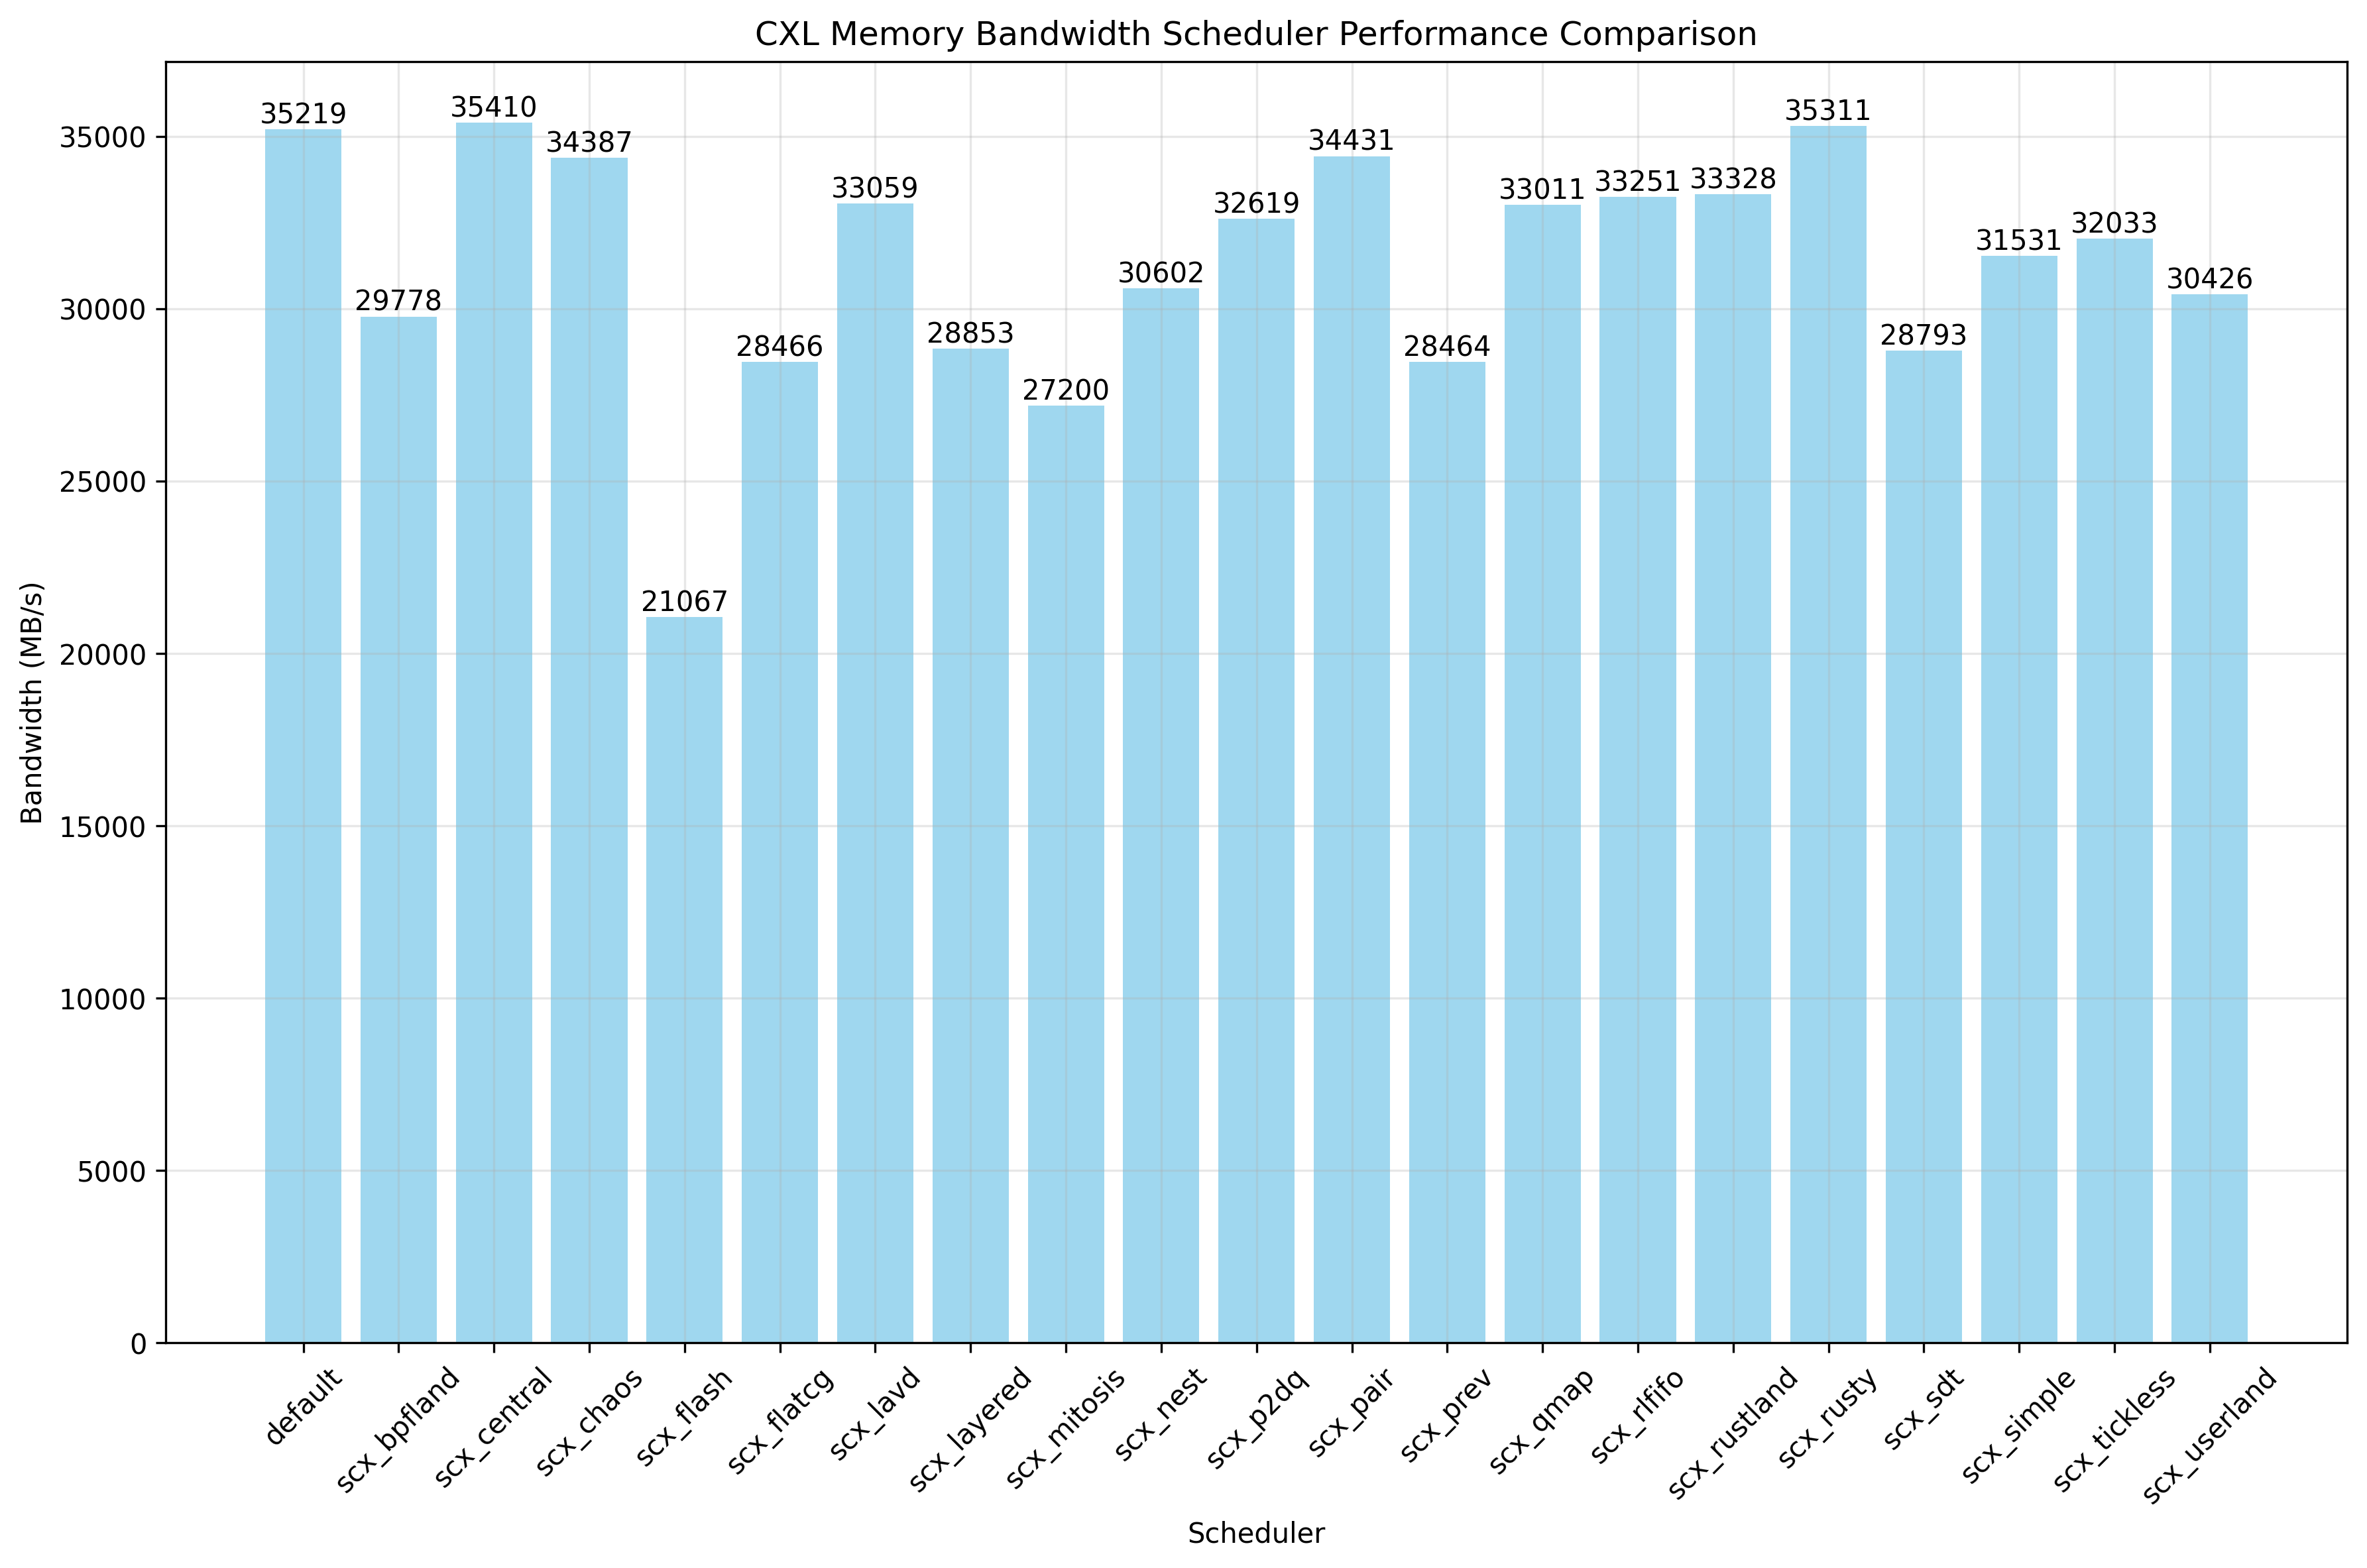 CXL Memory Bandwidth Scheduler Performance Comparison
Bandwidth (MB/s)
35000
30000
25000
20000
15000
10000
5000
0
35219
29778
35410
34387
21067
28466
33059
28853
27200
30602
32619
34431
28464
33011
33251
33328
35311
28793
31531
32033
30426
default
scx_bpfland
scx_central
scx_chaos
scx_flash
scx_flatcg
scx_lavd
scx_layered
scx_mitosis
scx_nest
scx_p2dq
scx_pair
scx_prev
scx_qmap
scx_rlfifo
scx_rustland
scx_rusty
scx_sdt
scx_simple
scx_tickless
scx_userland
Scheduler